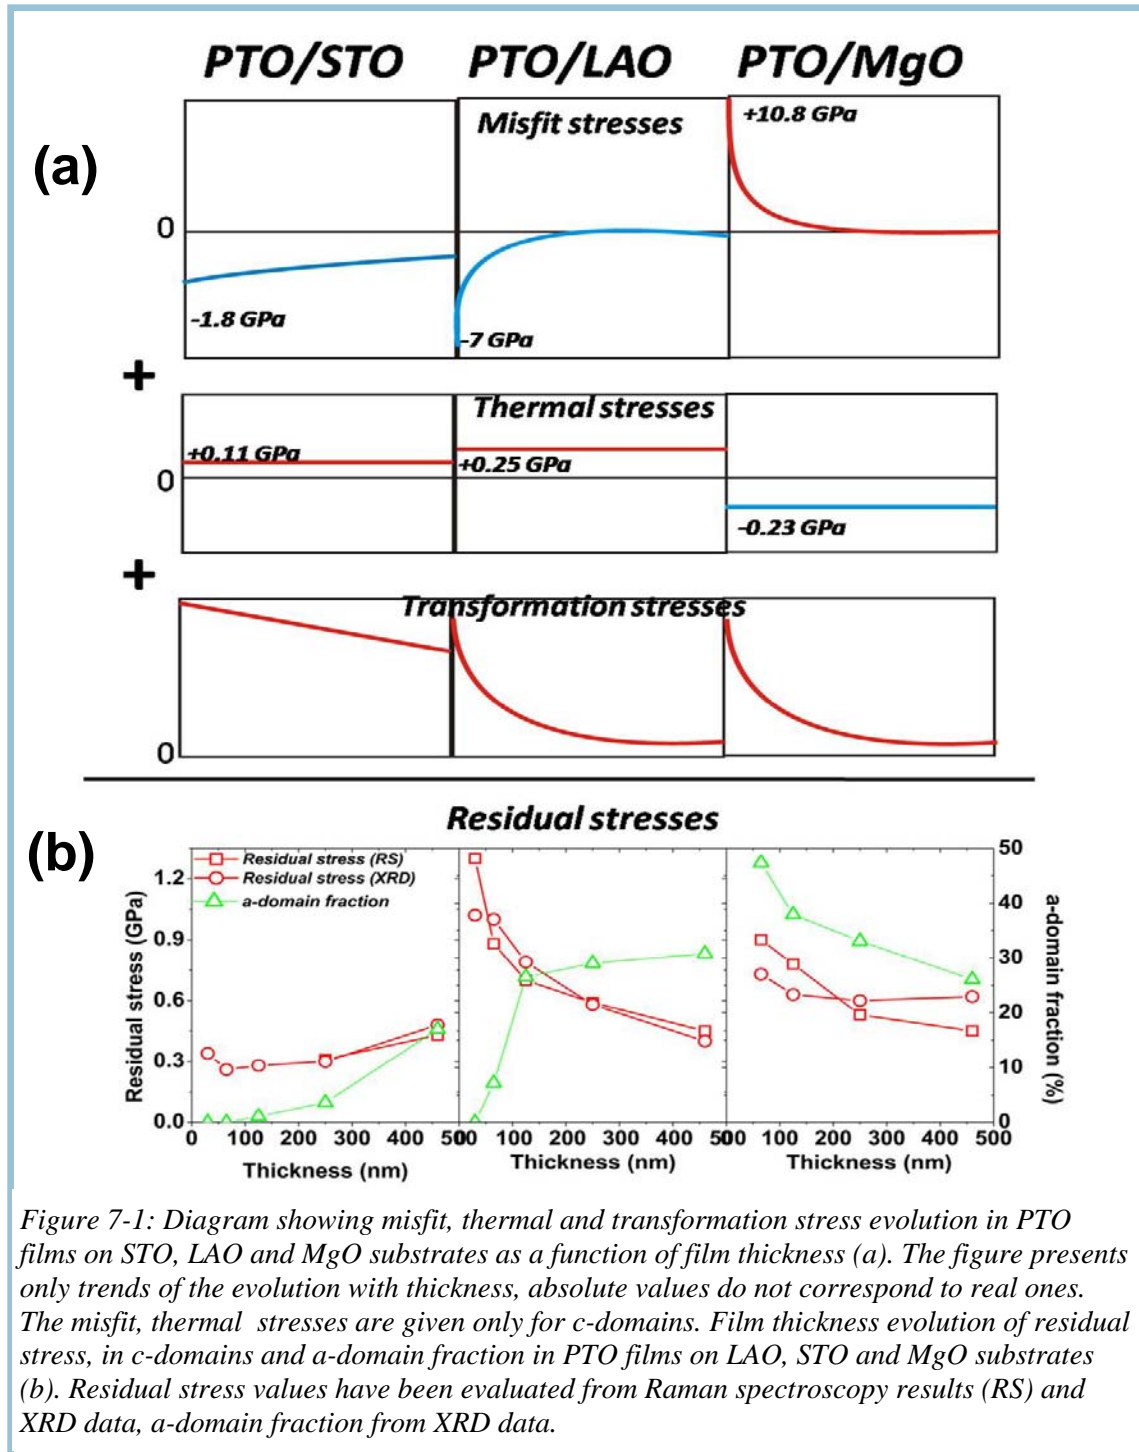 PTO/STO PTO/LAO PTO/MgO
(a)
Misfit stresses
+10.8 GPa
0
-1.8 GPa
-7 GPa
+
Thermal stresses
+0.11 GPa
+0.25 GPa
0
-0.23 GPa
+
Transformation stresses
0
Residual stresses
(b)
Residual stress (RS)
Residual stress (XRD)
a-domain fraction
Residual stress (GPa)
1.2
0.9
0.6
0.3
0.0
50
40
30
20
10
0
a-domain fraction (%)
0 100 200 300 400 500 0 100 200 300 400 500 0 100 200 300 400 500
Thickness (nm) Thickness (nm) Thickness (nm)
Figure 7-1: Diagram showing misfit, thermal and transformation stress evolution in PTO
films on STO, LAO and MgO substrates as a function of film thickness (a). The figure presents
only trends of the evolution with thickness, absolute values do not correspond to real ones.
The misfit, thermal stresses are given only for c-domains. Film thickness evolution of residual
stress, in c-domains and a-domain fraction in PTO films on LAO, STO and MgO substrates
(b). Residual stress values have been evaluated from Raman spectroscopy results (RS) and
XRD data, a-domain fraction from XRD data.